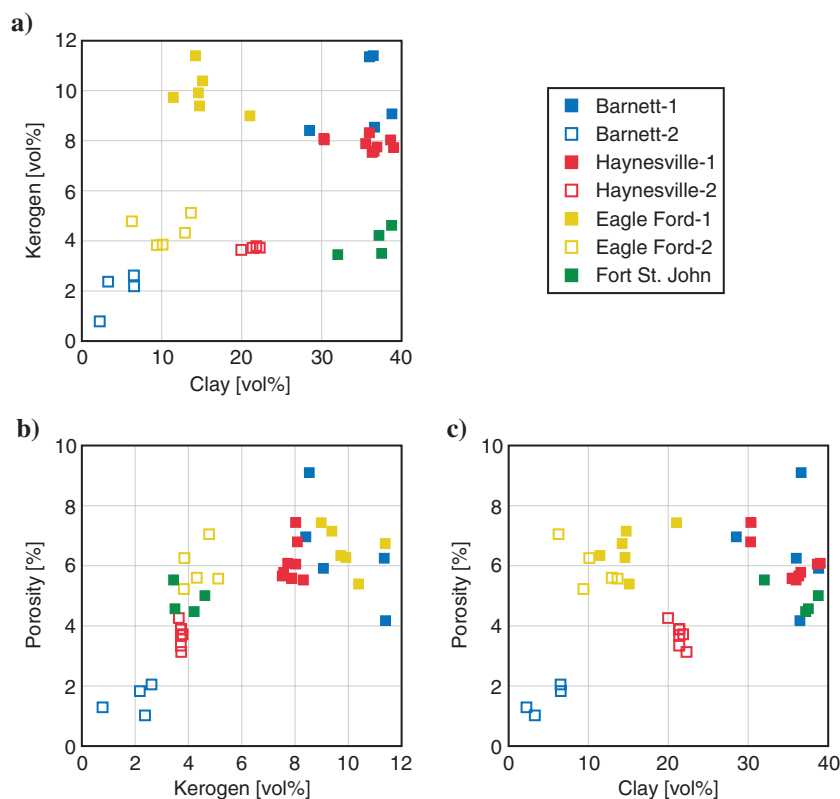 a)
12
10
8
6
4
2
0
Kerogen [vol%]
0 10 20 30 40
Clay [vol%]
Barnett-1
Barnett-2
Haynesville-1
Haynesville-2
Eagle Ford-1
Eagle Ford-2
Fort St. John
b)
10
8
6
4
2
0
Porosity [%]
0 2 4 6 8 10 12
Kerogen [vol%]
c)
10
8
6
4
2
0
Porosity [%]
0 10 20 30 40
Clay [vol%]